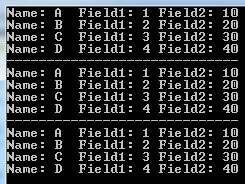 Name: A  Field1: 1 Field2: 10
Name: B  Field1: 2 Field2: 20
Name: C  Field1: 3 Field2: 30
Name: D  Field1: 4 Field2: 40
------------------------------
Name: A  Field1: 1 Field2: 10
Name: B  Field1: 2 Field2: 20
Name: C  Field1: 3 Field2: 30
Name: D  Field1: 4 Field2: 40
------------------------------
Name: A  Field1: 1 Field2: 10
Name: B  Field1: 2 Field2: 20
Name: C  Field1: 3 Field2: 30
Name: D  Field1: 4 Field2: 40